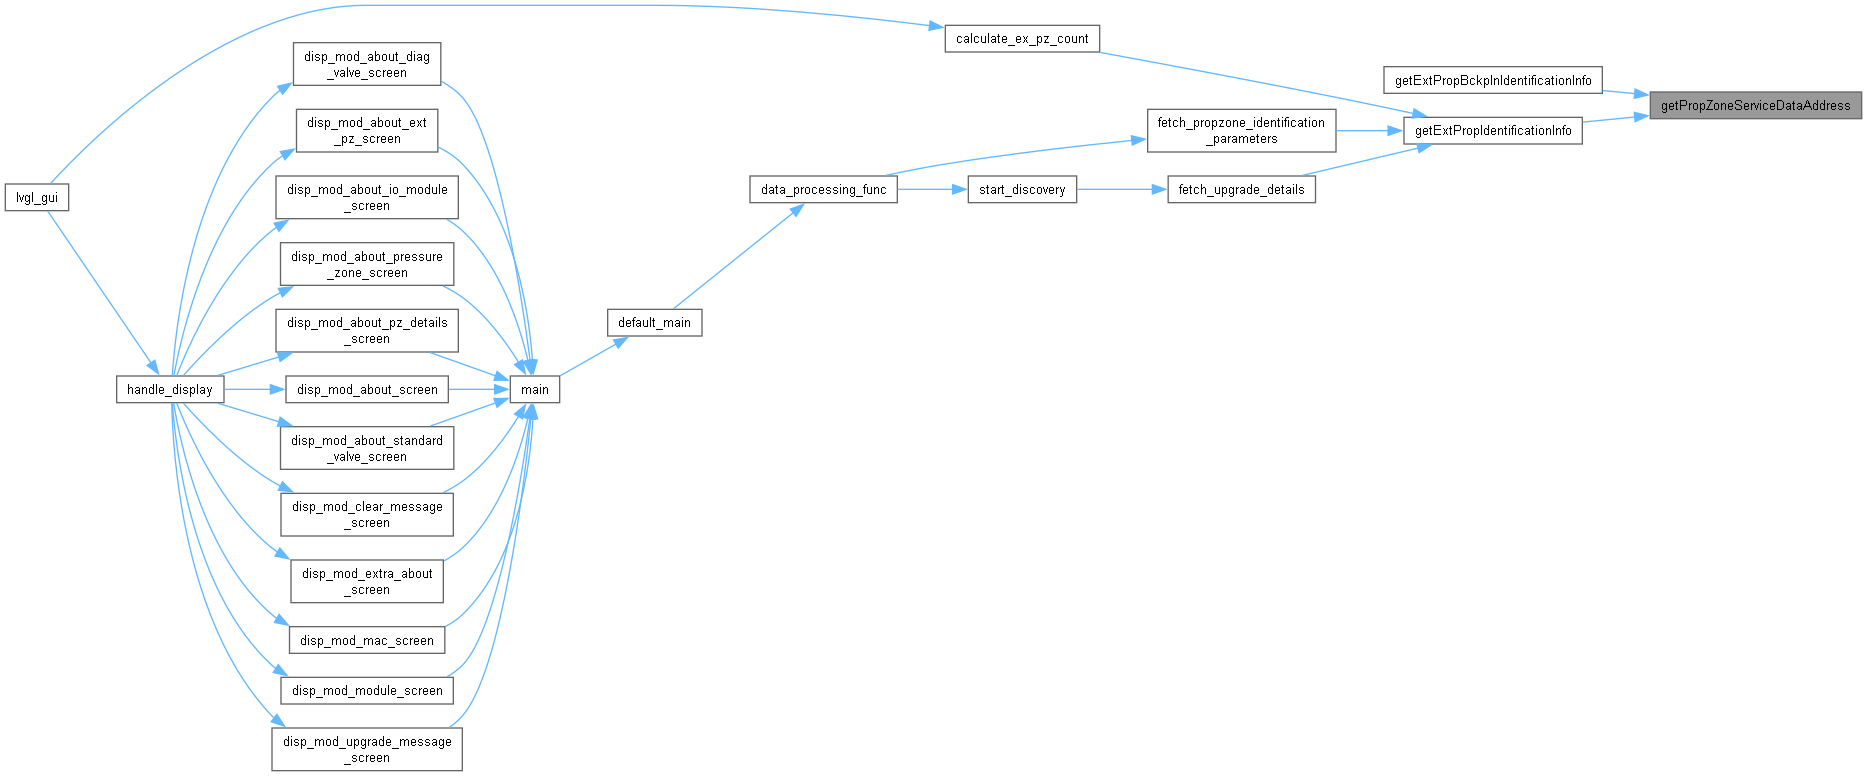 lvgl_gui
handle_display
disp_mod_about_diag
_valve_screen
disp_mod_about_ext
_pz_screen
disp_mod_about_io_module
_screen
disp_mod_about_pressure
_zone_screen
disp_mod_about_pz_details
_screen
disp_mod_about_screen
disp_mod_about_standard
_valve_screen
disp_mod_clear_message
_screen
disp_mod_extra_about
_screen
disp_mod_mac_screen
disp_mod_module_screen
disp_mod_upgrade_message
_screen
main
default_main
data_processing_func
calculate_ex_pz_count
start_discovery
fetch_propzone_identification
_parameters
fetch_upgrade_details
getExtPropBckplnIdentificationInfo
getExtPropIdentificationInfo
getPropZoneServiceDataAddress